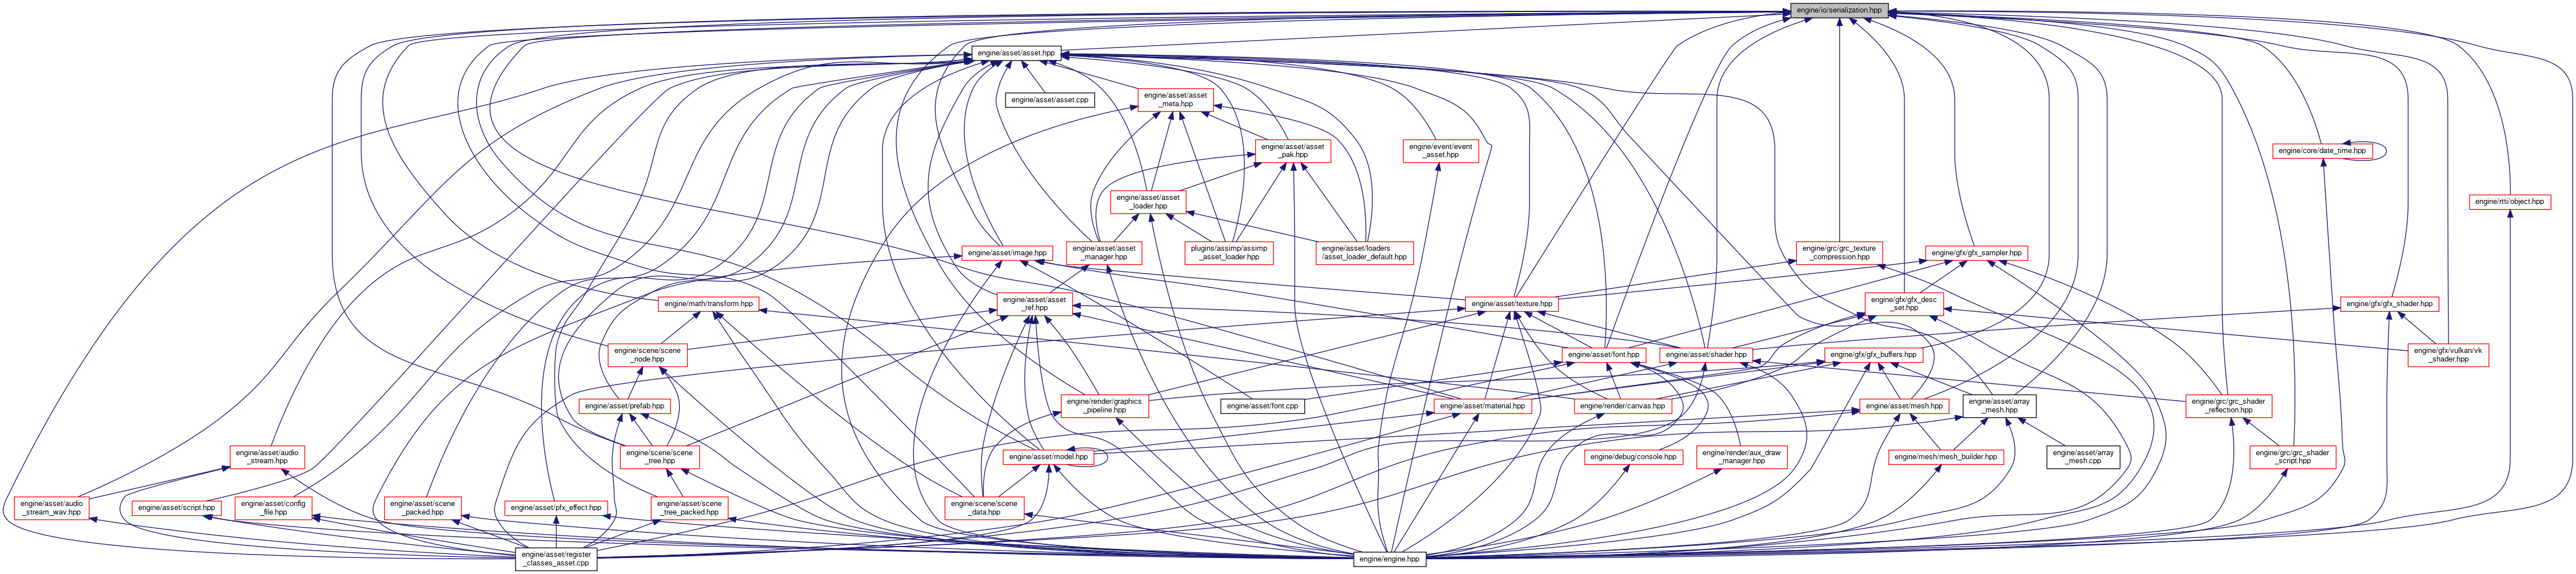 engine/io/serialization.hpp
engine/asset/asset.hpp
engine/asset/asset.cpp
engine/asset/asset
_meta.hpp
engine/event/event
_asset.hpp
engine/asset/asset
_pak.hpp
engine/core/date_time.hpp
engine/asset/asset
_loader.hpp
engine/rtti/object.hpp
engine/asset/image.hpp
engine/asset/asset
_manager.hpp
plugins/assimp/assimp
_asset_loader.hpp
engine/asset/loaders
/asset_loader_default.hpp
engine/grc/grc_texture
_compression.hpp
engine/gfx/gfx_sampler.hpp
engine/math/transform.hpp
engine/asset/asset
_ref.hpp
engine/asset/texture.hpp
engine/gfx/gfx_desc
_set.hpp
engine/gfx/gfx_shader.hpp
engine/scene/scene
_node.hpp
engine/asset/font.hpp
engine/asset/shader.hpp
engine/gfx/gfx_buffers.hpp
engine/gfx/vulkan/vk
_shader.hpp
engine/asset/prefab.hpp
engine/render/graphics
_pipeline.hpp
engine/asset/font.cpp
engine/asset/material.hpp
engine/render/canvas.hpp
engine/asset/mesh.hpp
engine/asset/array
_mesh.hpp
engine/grc/grc_shader
_reflection.hpp
engine/asset/audio
_stream.hpp
engine/scene/scene
_tree.hpp
engine/asset/model.hpp
engine/debug/console.hpp
engine/render/aux_draw
_manager.hpp
engine/mesh/mesh_builder.hpp
engine/asset/array
_mesh.cpp
engine/grc/grc_shader
_script.hpp
engine/asset/audio
_stream_wav.hpp
engine/asset/script.hpp
engine/asset/config
_file.hpp
engine/asset/scene
_packed.hpp
engine/asset/pfx_effect.hpp
engine/asset/scene
_tree_packed.hpp
engine/scene/scene
_data.hpp
engine/asset/register
_classes_asset.cpp
engine/engine.hpp